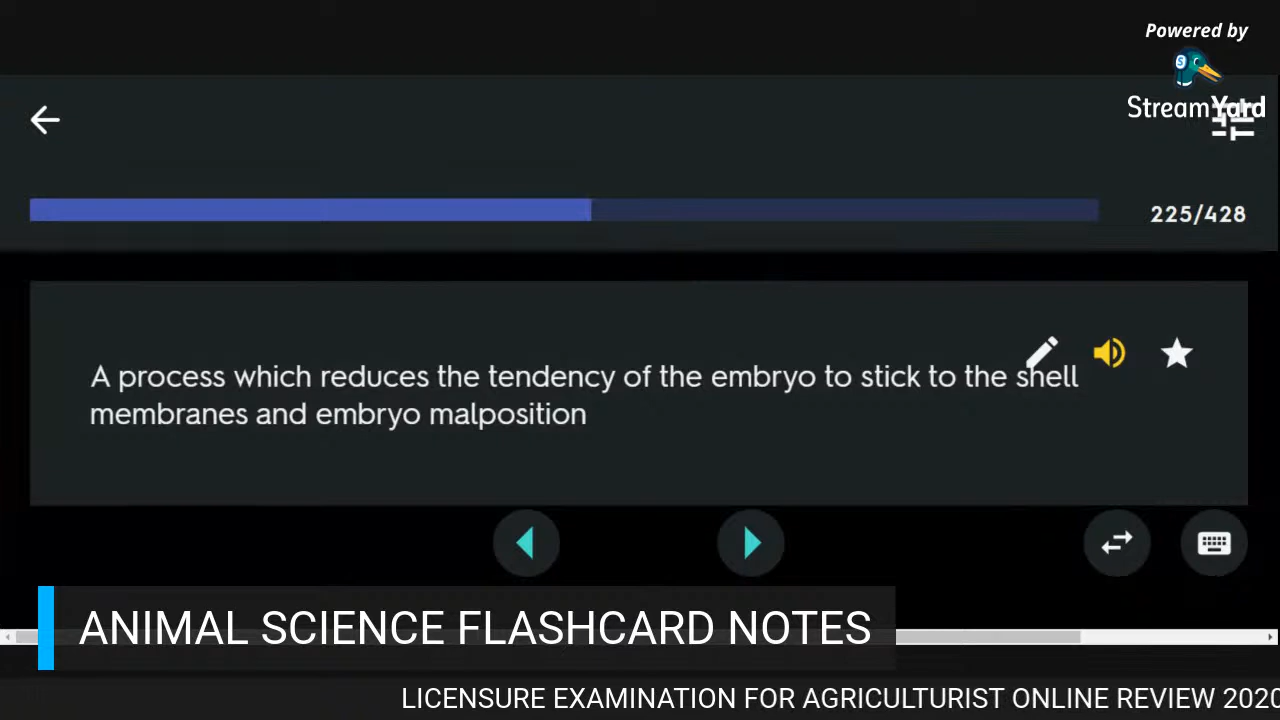 Powered by
StreamYard
225/428
A process which reduces the tendency of the embryo to stick to the shell
membranes and embryo malposition
ANIMAL SCIENCE FLASHCARD NOTES
LICENSURE EXAMINATION FOR AGRICULTURIST ONLINE REVIEW 2020